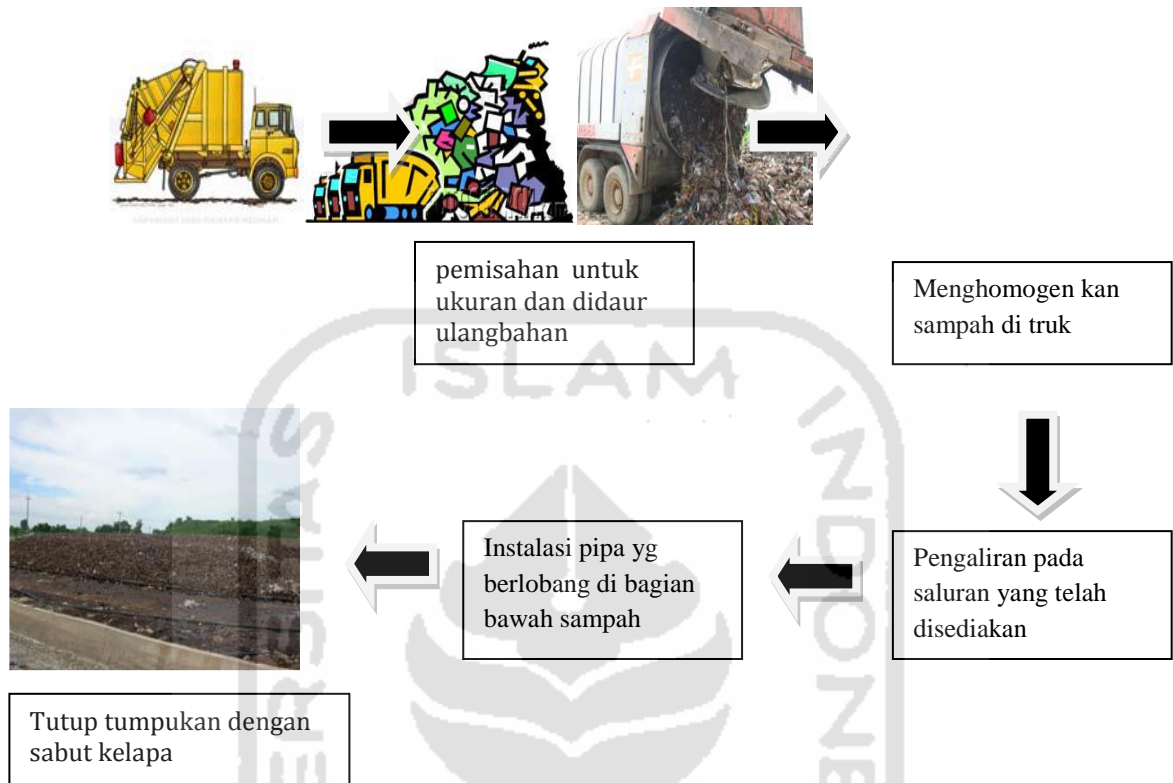 pemisahan untuk
ukuran dan didaur
ulangbahan
Menghomogen kan
sampah di truk
ISLAM
Instalasi pipa yg
berlobang di bagian
bawah sampah
Pengaliran pada
saluran yang telah
disediakan
Tutup tumpukan dengan
sabut kelapa